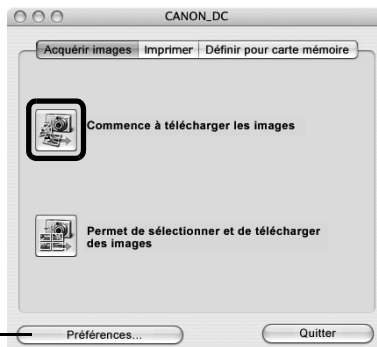 CANON_DC
Acquérir images Imprimer Définir pour carte mémoire
Commence à télécharger les images
Permet de sélectionner et de télécharger
des images
Préférences... Quitter